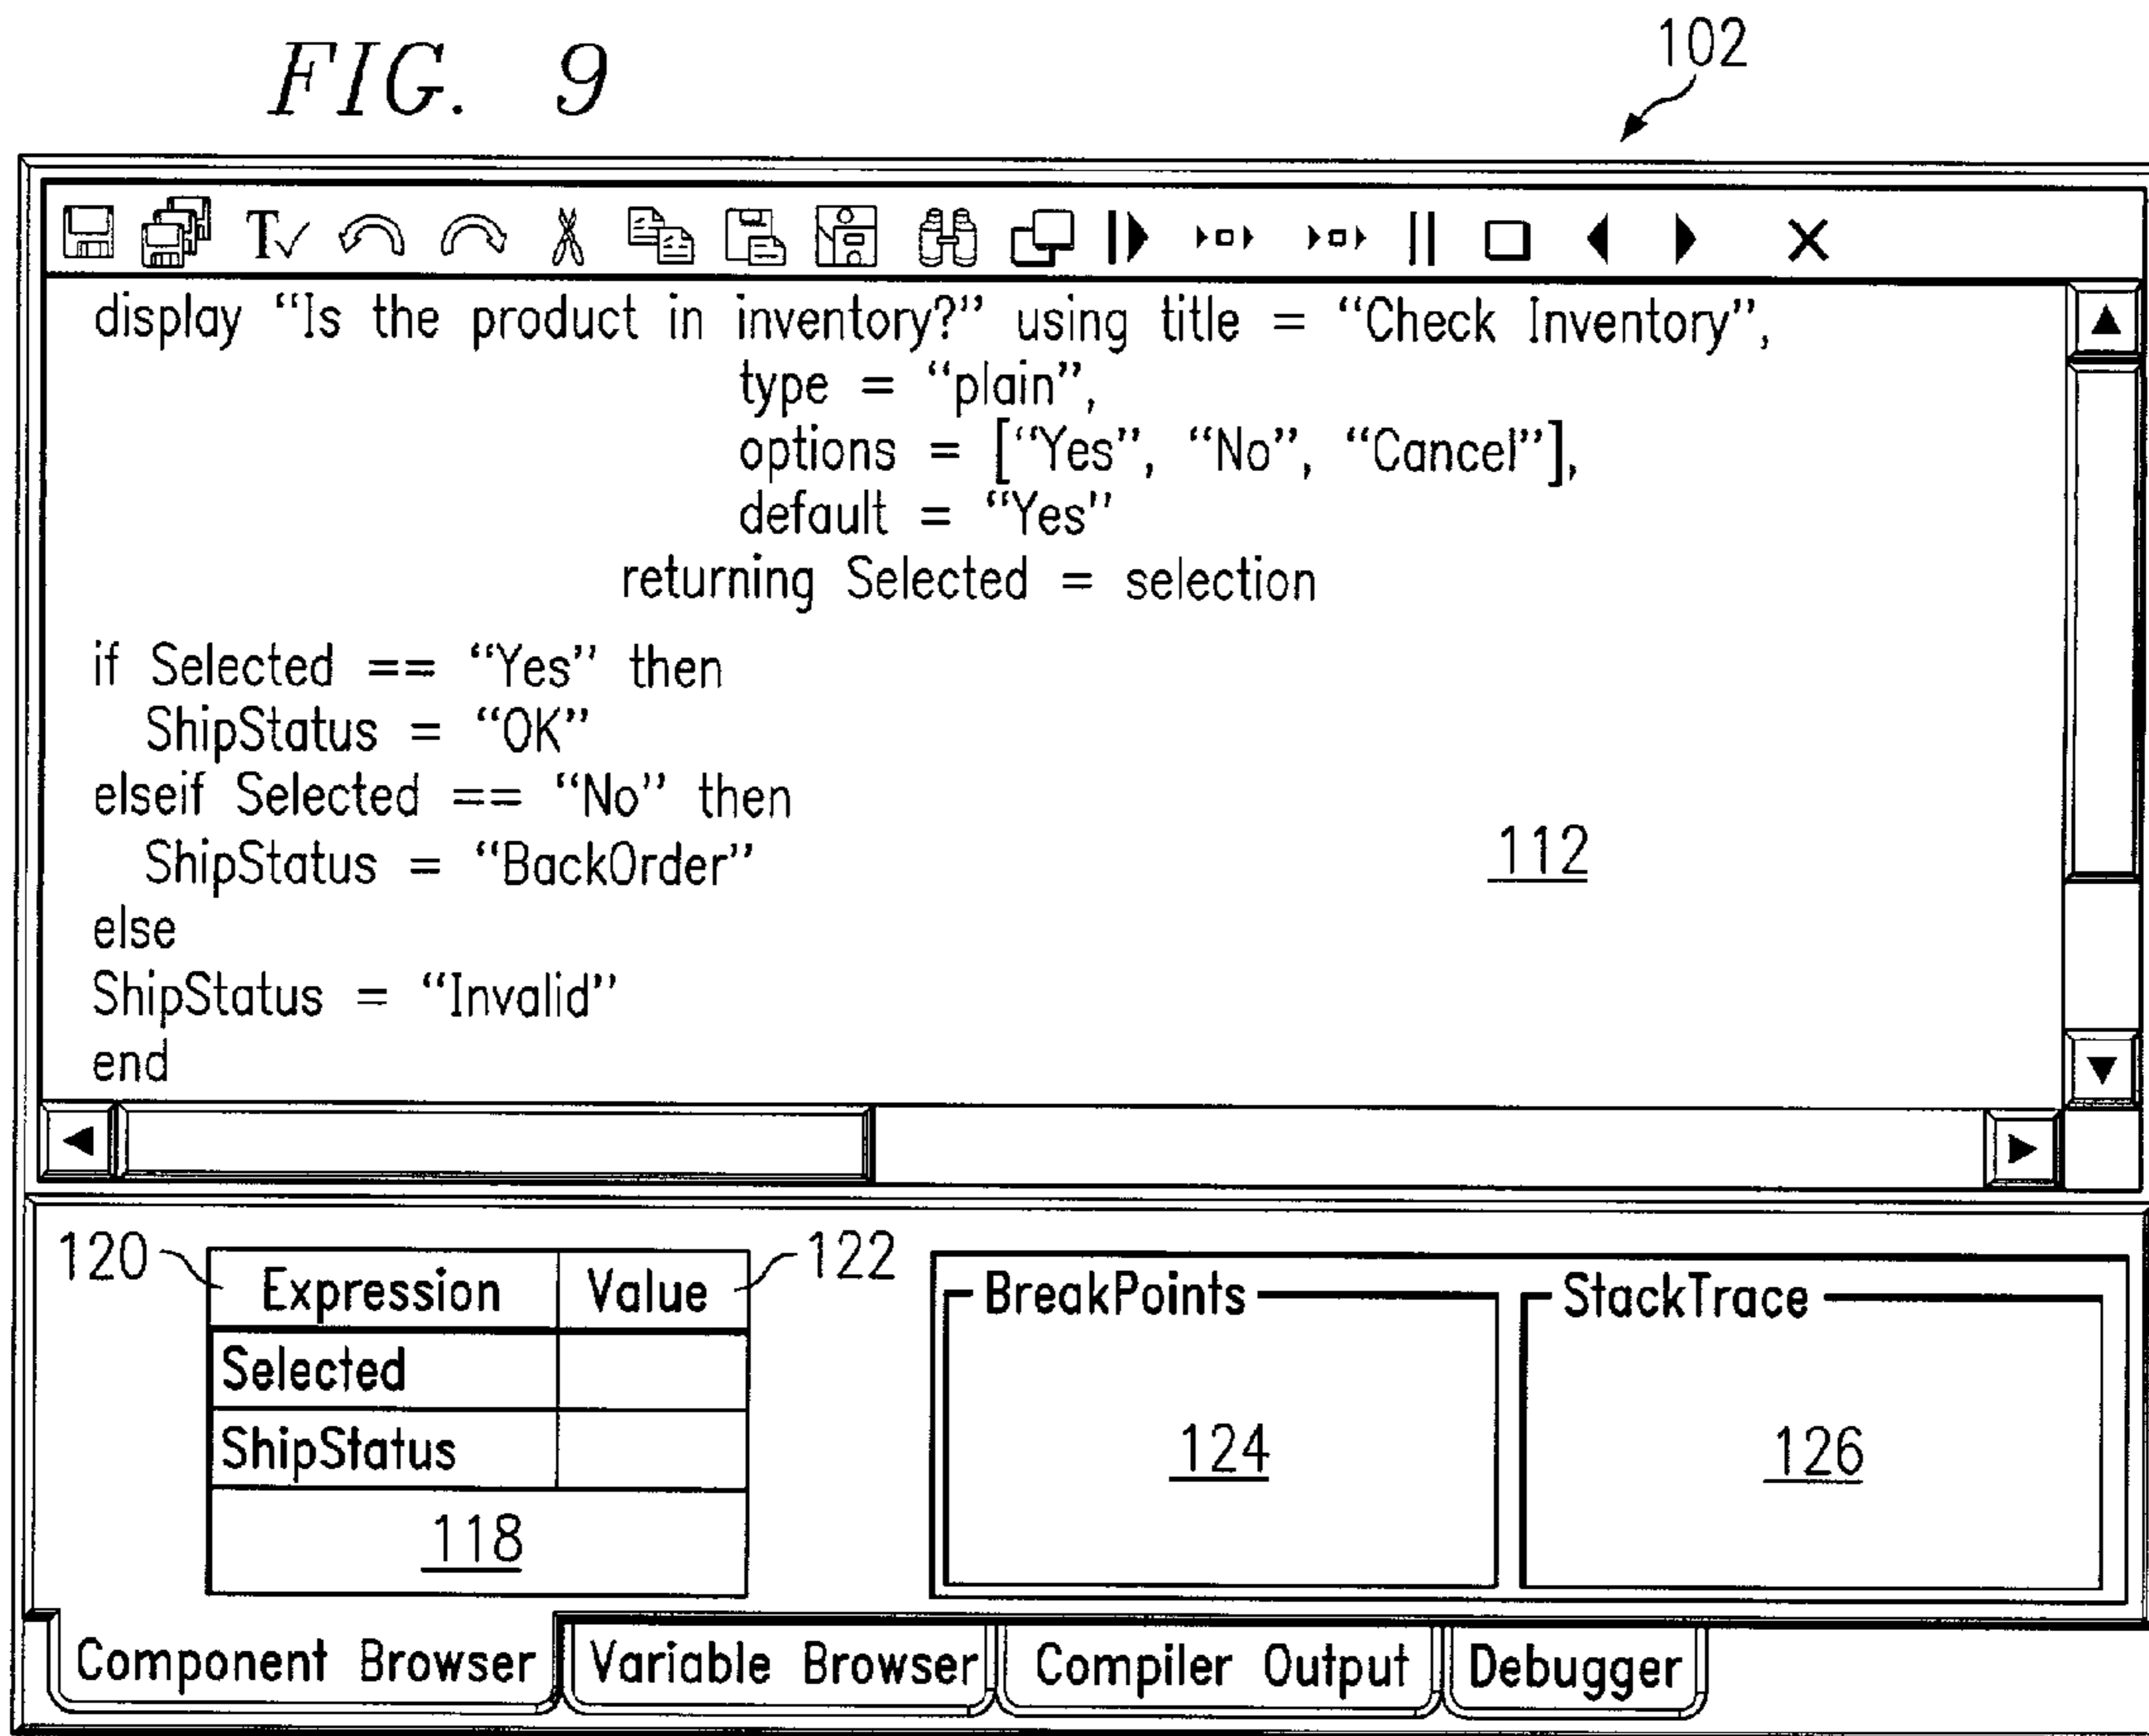 FIG. 9
102
T
display “Is the product in inventory?” using title = “Check Inventory”,
type = “plain”,
options = [“Yes”, “No”, “Cancel”],
default = “Yes”
returning Selected = selection
if Selected == “Yes” then
ShipStatus = “OK”
elseif Selected == “No” then
ShipStatus = “BackOrder”
112
else
ShipStatus = “Invalid”
end
120
Expression Value
122
Selected
ShipStatus
118
BreakPoints
124
StackTrace
126
Component Browser
Variable Browser
Compiler Output
Debugger